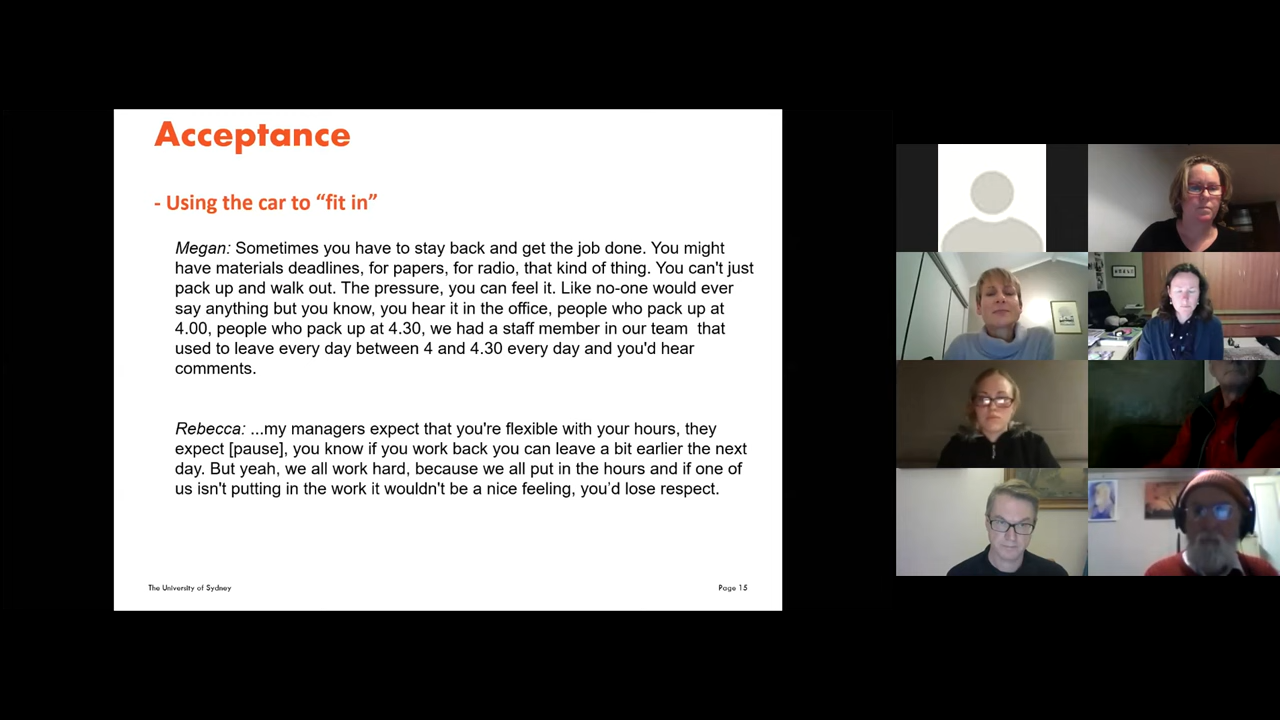 Acceptance
- Using the car to “fit in”
Megan: Sometimes you have to stay back and get the job done. You might
have materials deadlines, for papers, for radio, that kind of thing. You can't just
pack up and walk out. The pressure, you can feel it. Like no-one would ever
say anything but you know, you hear it in the office, people who pack up at
4.00, people who pack up at 4.30, we had a staff member in our team that
used to leave every day between 4 and 4.30 every day and you'd hear
comments.
Rebecca: ...my managers expect that you're flexible with your hours, they
expect [pause], you know if you work back you can leave a bit earlier the next
day. But yeah, we all work hard, because we all put in the hours and if one of
us isn't putting in the work it wouldn't be a nice feeling, you’d lose respect.
The University of Sydney
Page 15